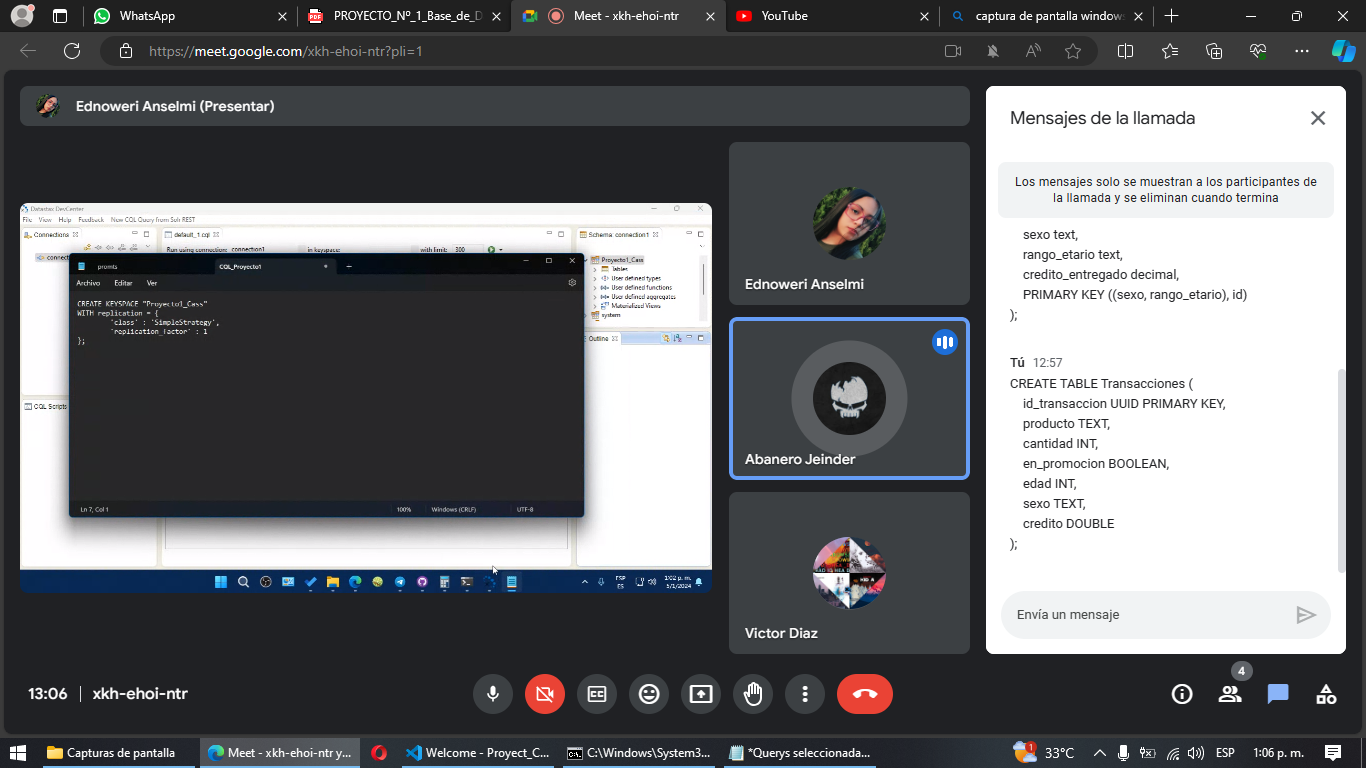 WhatsApp
PROYECTO_Nº_1_Base_de_D
Meet - xkh-ehoi-ntr
YouTube
captura de pantalla windows
https://meet.google.com/xkh-ehoi-ntr?pli=1
Ednoweri Anselmi (Presentar)
Datastax DevCenter
File View Help Feedback New CQL Query from Solr REST
Connections
default_1.cql
Schema: connection1
Run using connection: connection1 in keyspace: with limit: 300
Proyecto1_Cass
Tables
User defined types
User defined functions
User defined aggregates
Materialized Views
system
Outline
CQL Scripts
promts
CQL_Proyecto1
Archivo Editar Ver
CREATE KEYSPACE "Proyecto1_Cass"
WITH replication = {
'class' : 'SimpleStrategy',
'replication_factor' : 1
};
Ln 7, Col 1
100%
Windows (CRLF)
UTF-8
ESP
ES
1:02 p. m.
5/1/2024
Ednoweri Anselmi
Abanero Jeinder
Victor Diaz
Mensajes de la llamada
Los mensajes solo se muestran a los participantes de
la llamada y se eliminan cuando termina
sexo text,
rango_etario text,
credito_entregado decimal,
PRIMARY KEY ((sexo, rango_etario), id)
);
Tú 12:57
CREATE TABLE Transacciones (
id_transaccion UUID PRIMARY KEY,
producto TEXT,
cantidad INT,
en_promocion BOOLEAN,
edad INT,
sexo TEXT,
credito DOUBLE
);
Envía un mensaje
13:06 | xkh-ehoi-ntr
4
Capturas de pantalla
Meet - xkh-ehoi-ntr y...
Welcome - Proyect_C...
C:\Windows\System3...
*Querys seleccionada...
1
33°C
ESP
1:06 p. m.